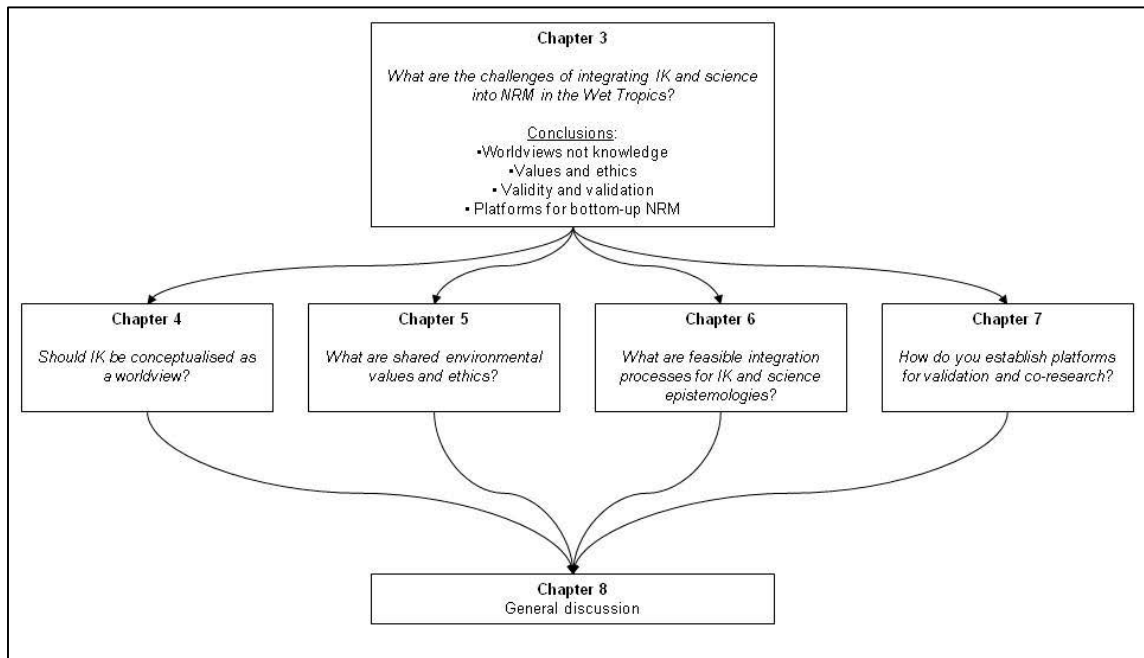 Chapter 3
What are the challenges of integrating IK and science
into NRM in the Wet Tropics?
Conclusions:
▪Worldviews not knowledge
▪Values and ethics
▪ Validity and validation
▪ Platforms for bottom-up NRM
Chapter 4
Should IK be conceptualised as
a worldview?
Chapter 5
What are shared environmental
values and ethics?
Chapter 6
What are feasible integration
processes for IK and science
epistemologies?
Chapter 7
How do you establish platforms
for validation and co-research?
Chapter 8
General discussion